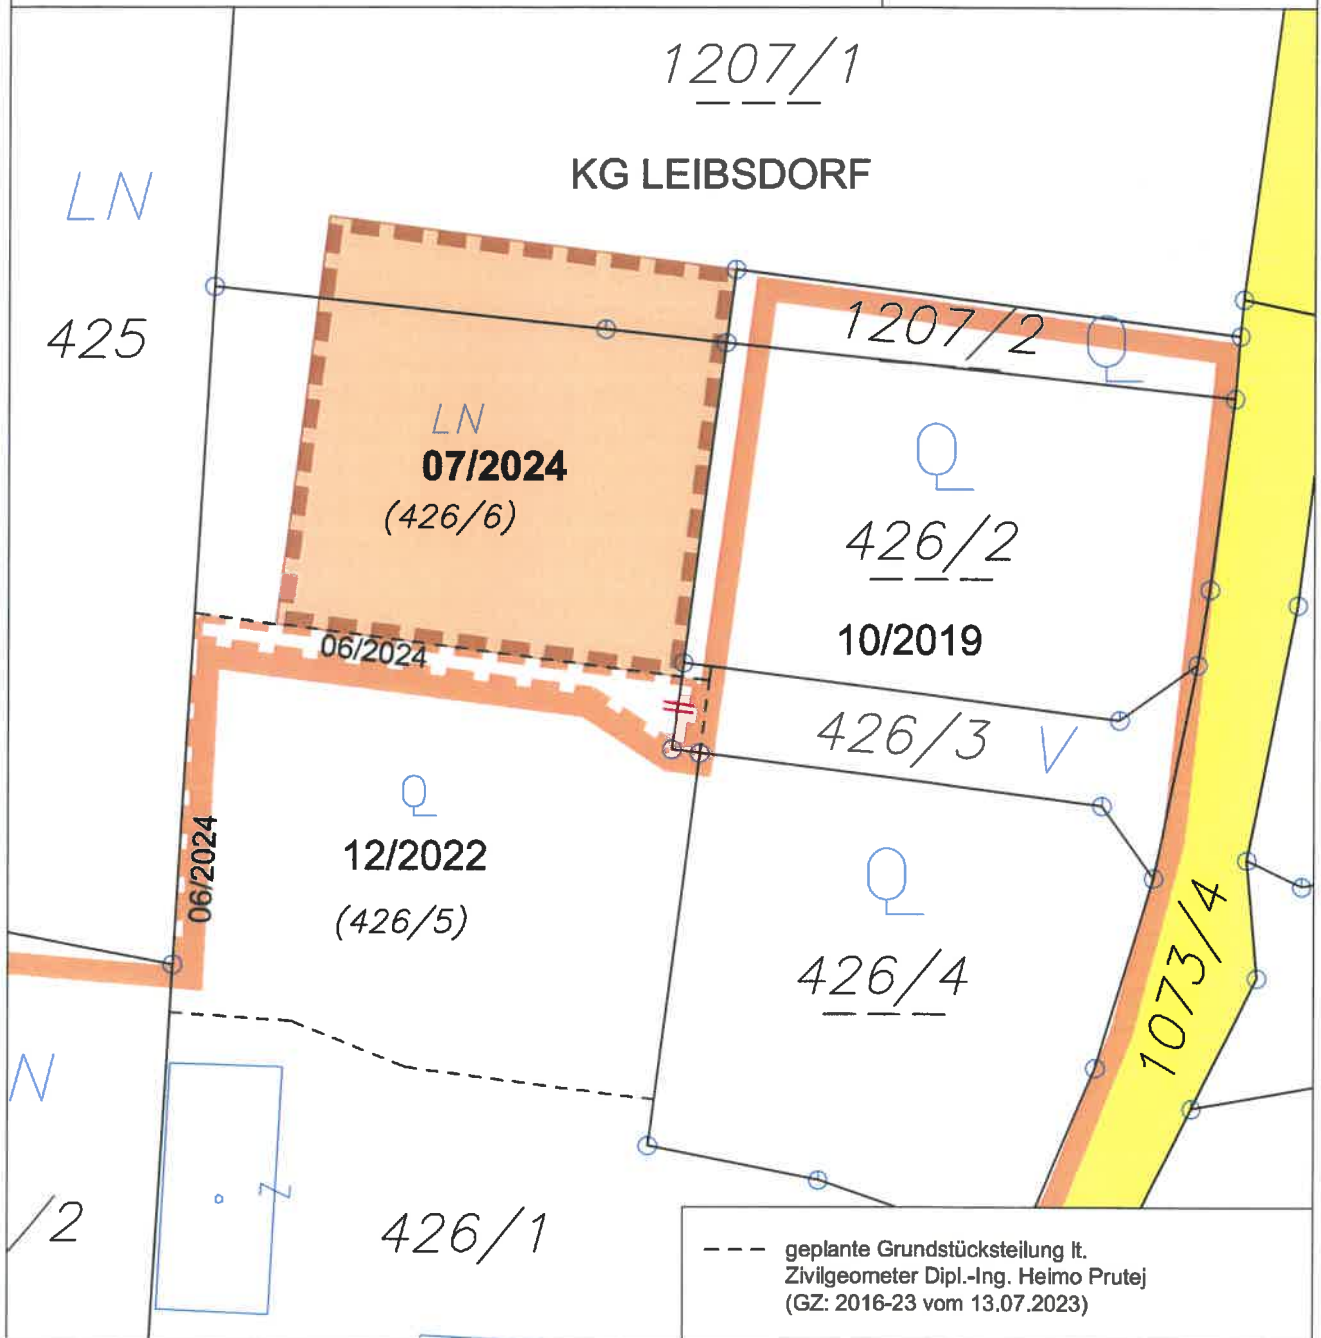 1207/1
KG LEIBSDORF
LN
425
1207/2
LN
07/2024
(426/6)
426/2
10/2019
06/2024
426/3
V
12/2022
(426/5)
06/2024
426/4
1073/4
N
/2
426/1
geplante Grundstücksteilung lt.
Zivilgeometer Dipl.-Ing. Heimo Prutej
(GZ: 2016-23 vom 13.07.2023)